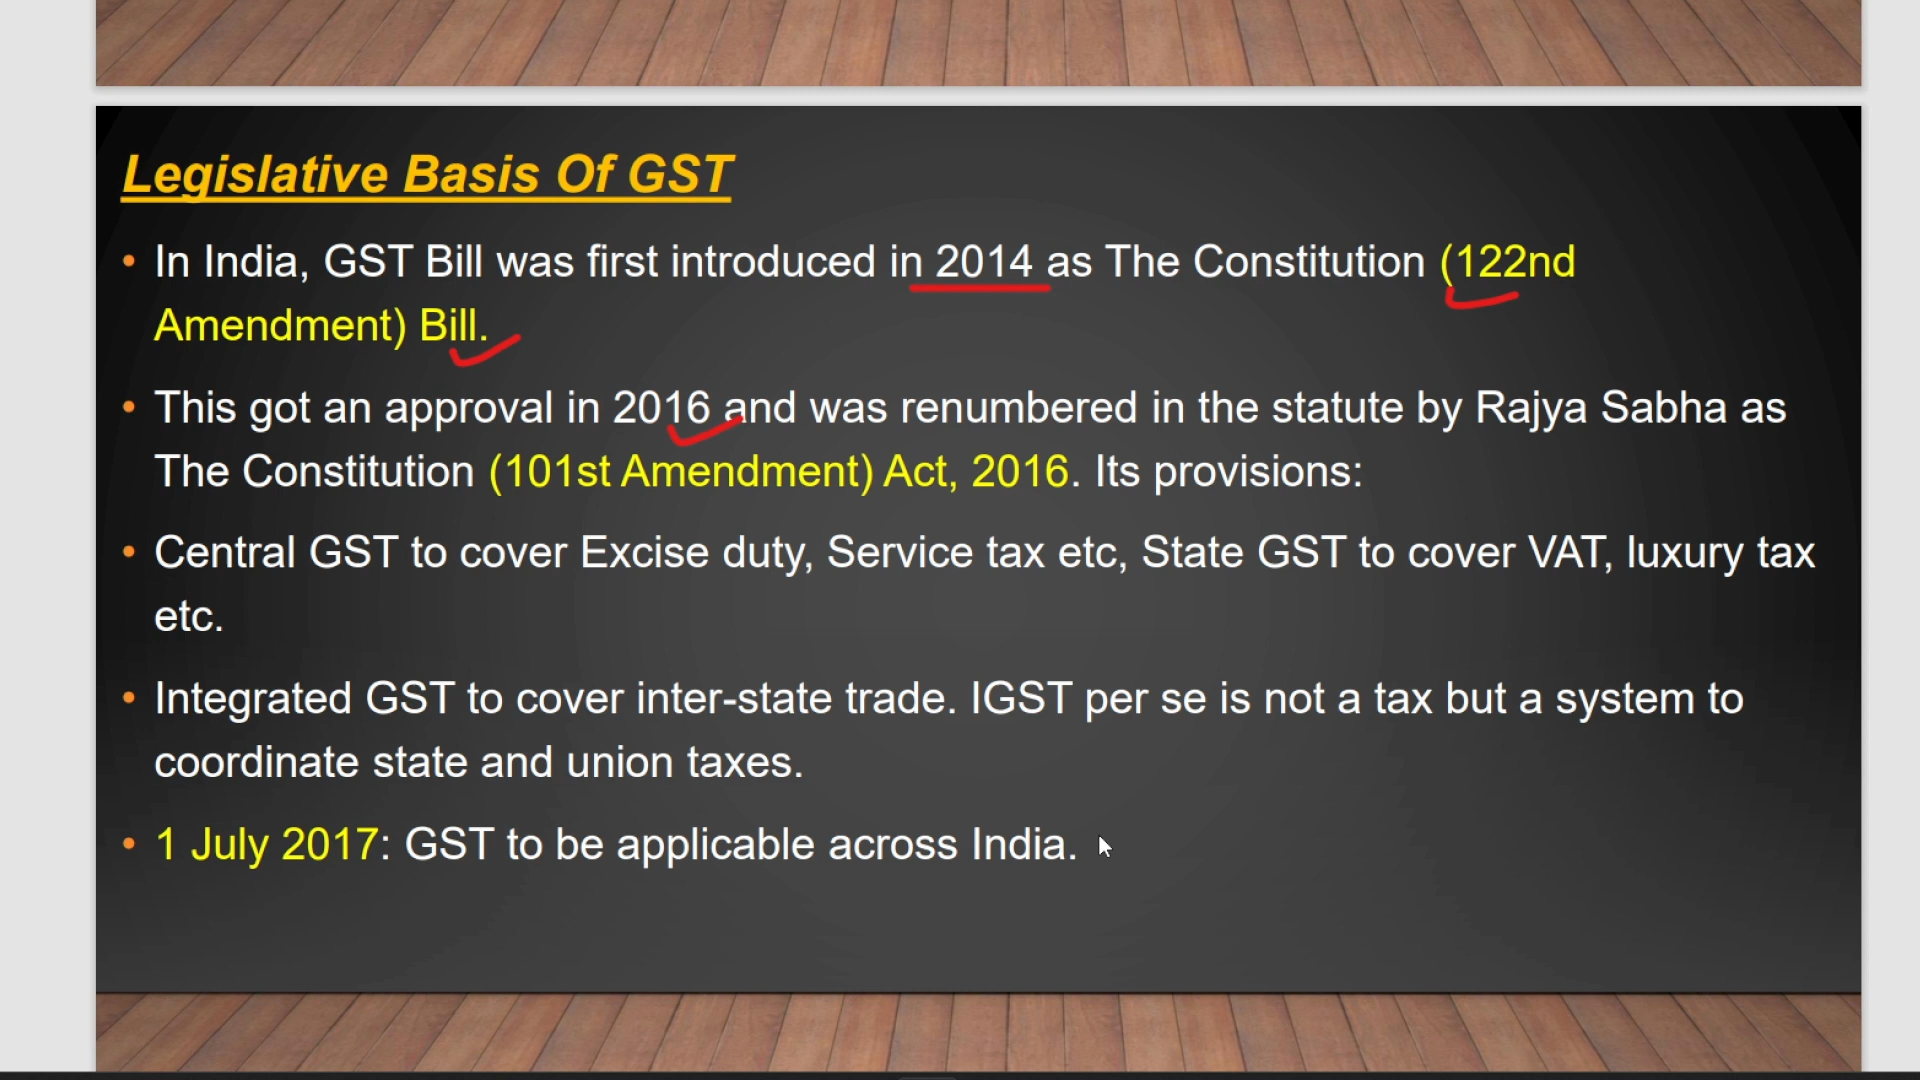 Legislative Basis Of GST
• In India, GST Bill was first introduced in 2014 as The Constitution (122nd
Amendment) Bill.
• This got an approval in 2016 and was renumbered in the statute by Rajya Sabha as
The Constitution (101st Amendment) Act, 2016. Its provisions:
• Central GST to cover Excise duty, Service tax etc, State GST to cover VAT, luxury tax
etc.
• Integrated GST to cover inter-state trade. IGST per se is not a tax but a system to
coordinate state and union taxes.
• 1 July 2017: GST to be applicable across India.